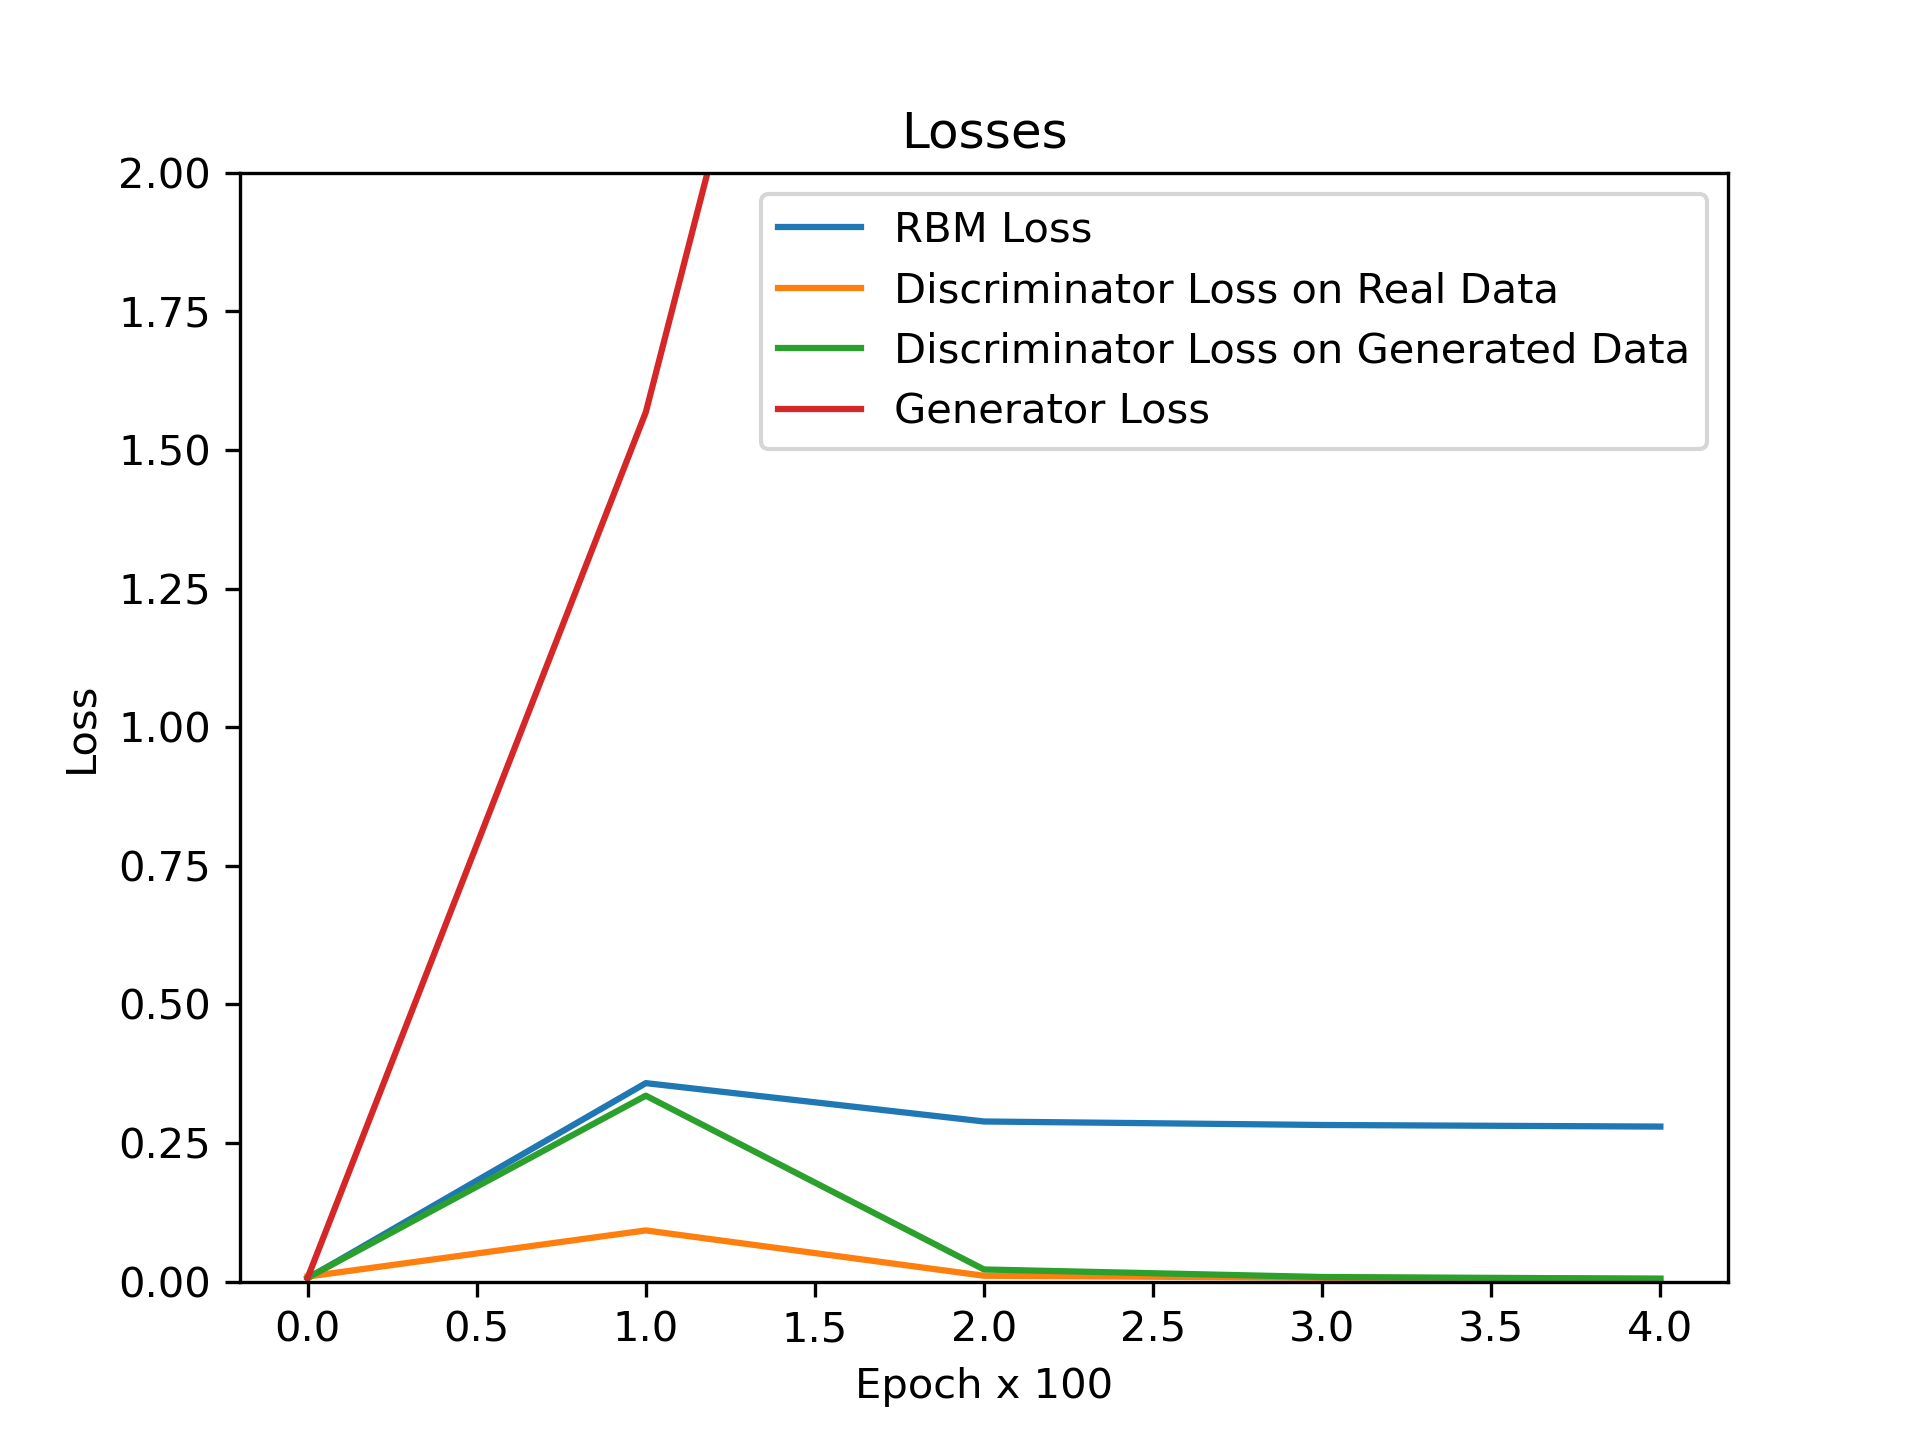 Losses
2.00
1.75
1.50
1.25
1.00
0.75
0.50
0.25
0.00
Loss
RBM Loss
Discriminator Loss on Real Data
Discriminator Loss on Generated Data
Generator Loss
0.0 0.5 1.0 1.5 2.0 2.5 3.0 3.5 4.0
Epoch x 100